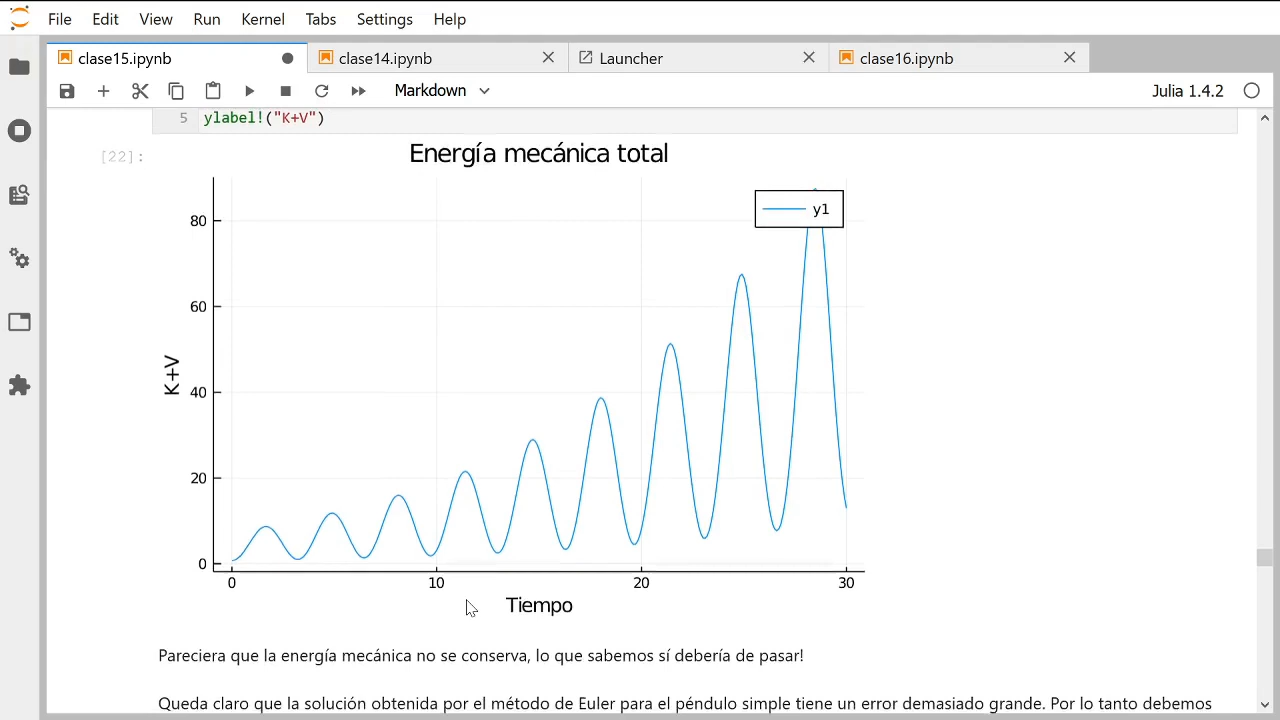 File Edit View Run Kernel Tabs Settings Help
clase15.ipynb clase14.ipynb Launcher clase16.ipynb
Markdown Julia 1.4.2
5 ylabel!("K+V")
[22]:
Energía mecánica total
y1
80
60
40
20
0
K+V
0 10 20 30
Tiempo
Pareciera que la energía mecánica no se conserva, lo que sabemos sí debería de pasar!
Queda claro que la solución obtenida por el método de Euler para el péndulo simple tiene un error demasiado grande. Por lo tanto debemos